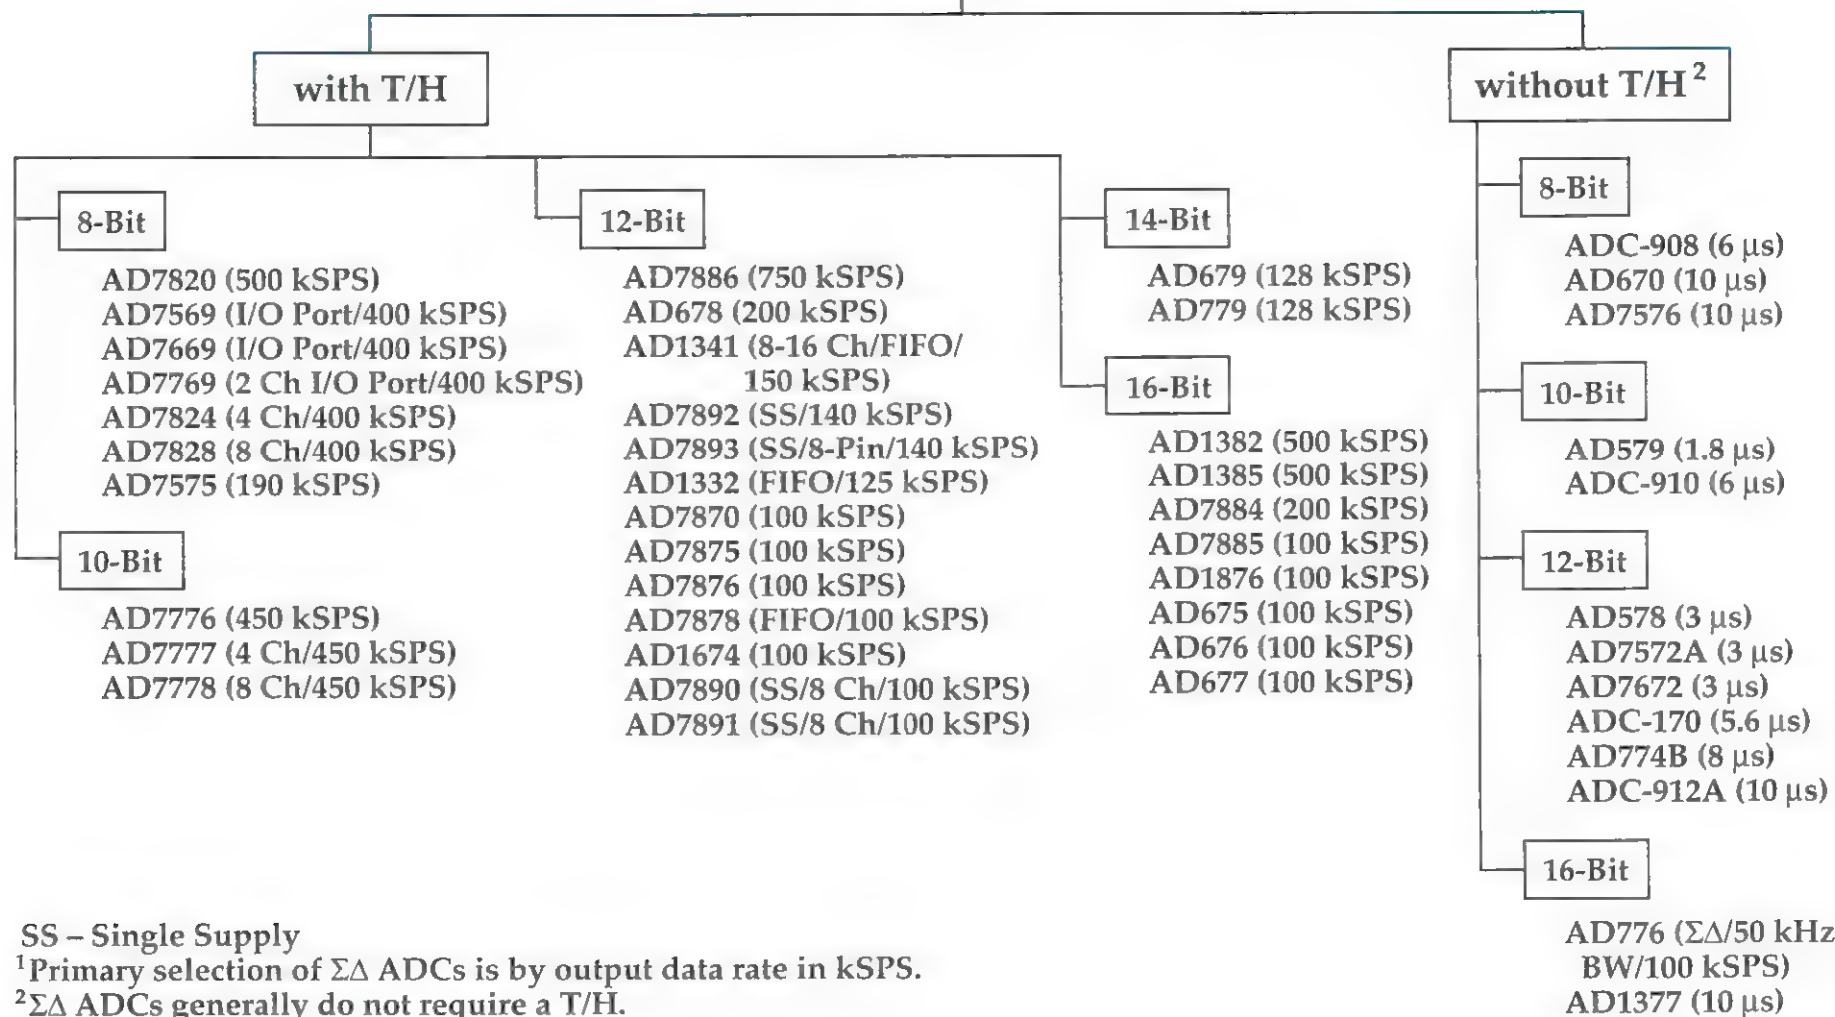 with T/H
8-Bit
AD7820 (500 kSPS)
AD7569 (I/O Port/400 kSPS)
AD7669 (I/O Port/400 kSPS)
AD7769 (2 Ch I/O Port/400 kSPS)
AD7824 (4 Ch/400 kSPS)
AD7828 (8 Ch/400 kSPS)
AD7575 (190 kSPS)
10-Bit
AD7776 (450 kSPS)
AD7777 (4 Ch/450 kSPS)
AD7778 (8 Ch/450 kSPS)
12-Bit
AD7886 (750 kSPS)
AD678 (200 kSPS)
AD1341 (8-16 Ch/FIFO/
150 kSPS)
AD7892 (SS/140 kSPS)
AD7893 (SS/8-Pin/140 kSPS)
AD1332 (FIFO/125 kSPS)
AD7870 (100 kSPS)
AD7875 (100 kSPS)
AD7876 (100 kSPS)
AD7878 (FIFO/100 kSPS)
AD1674 (100 kSPS)
AD7890 (SS/8 Ch/100 kSPS)
AD7891 (SS/8 Ch/100 kSPS)
14-Bit
AD679 (128 kSPS)
AD779 (128 kSPS)
16-Bit
AD1382 (500 kSPS)
AD1385 (500 kSPS)
AD7884 (200 kSPS)
AD7885 (100 kSPS)
AD1876 (100 kSPS)
AD675 (100 kSPS)
AD676 (100 kSPS)
AD677 (100 kSPS)
without T/H²
8-Bit
ADC-908 (6 μs)
AD670 (10 μs)
AD7576 (10 μs)
10-Bit
AD579 (1.8 μs)
ADC-910 (6 μs)
12-Bit
AD578 (3 μs)
AD7572A (3 μs)
AD7672 (3 μs)
ADC-170 (5.6 μs)
AD774B (8 μs)
ADC-912A (10 μs)
16-Bit
AD776 (ΣΔ/50 kHz
BW/100 kSPS)
AD1377 (10 μs)
SS – Single Supply
¹Primary selection of ΣΔ ADCs is by output data rate in kSPS.
²ΣΔ ADCs generally do not require a T/H.